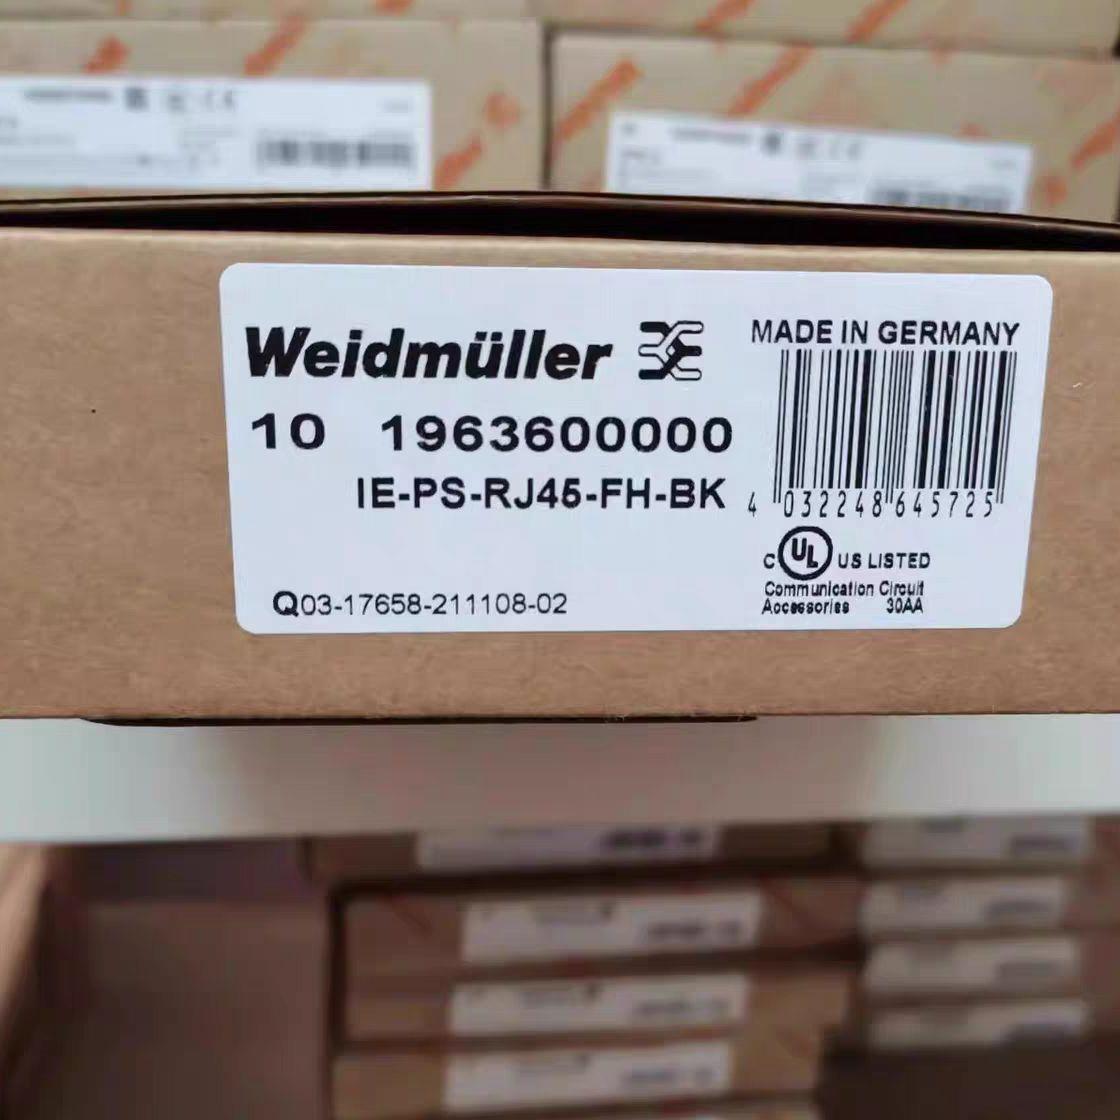 Weidmüller
MADE IN GERMANY
10 1963600000
IE-PS-RJ45-FH-BK
4 032248 645725
C UL US LISTED
Communication Circuit
Accessories 30AA
Q03-17658-211108-02